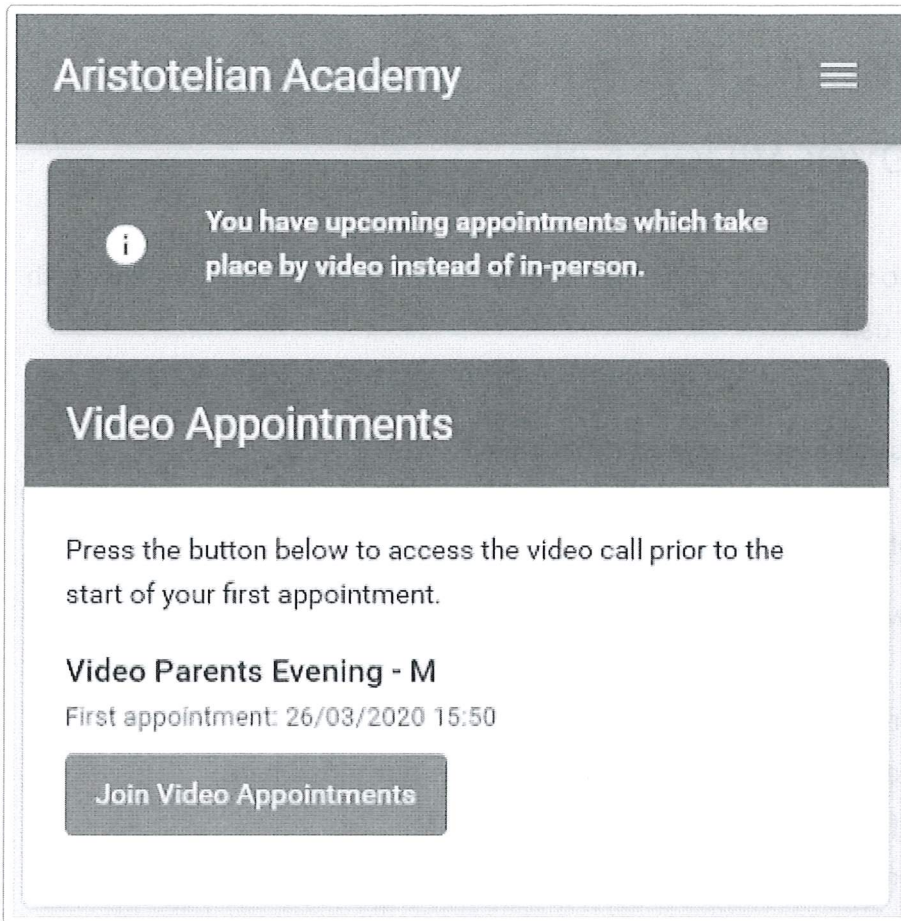 Aristotelian Academy
You have upcoming appointments which take
place by video instead of in-person.
Video Appointments
Press the button below to access the video call prior to the
start of your first appointment.
Video Parents Evening - M
First appointment: 26/03/2020 15:50
Join Video Appointments